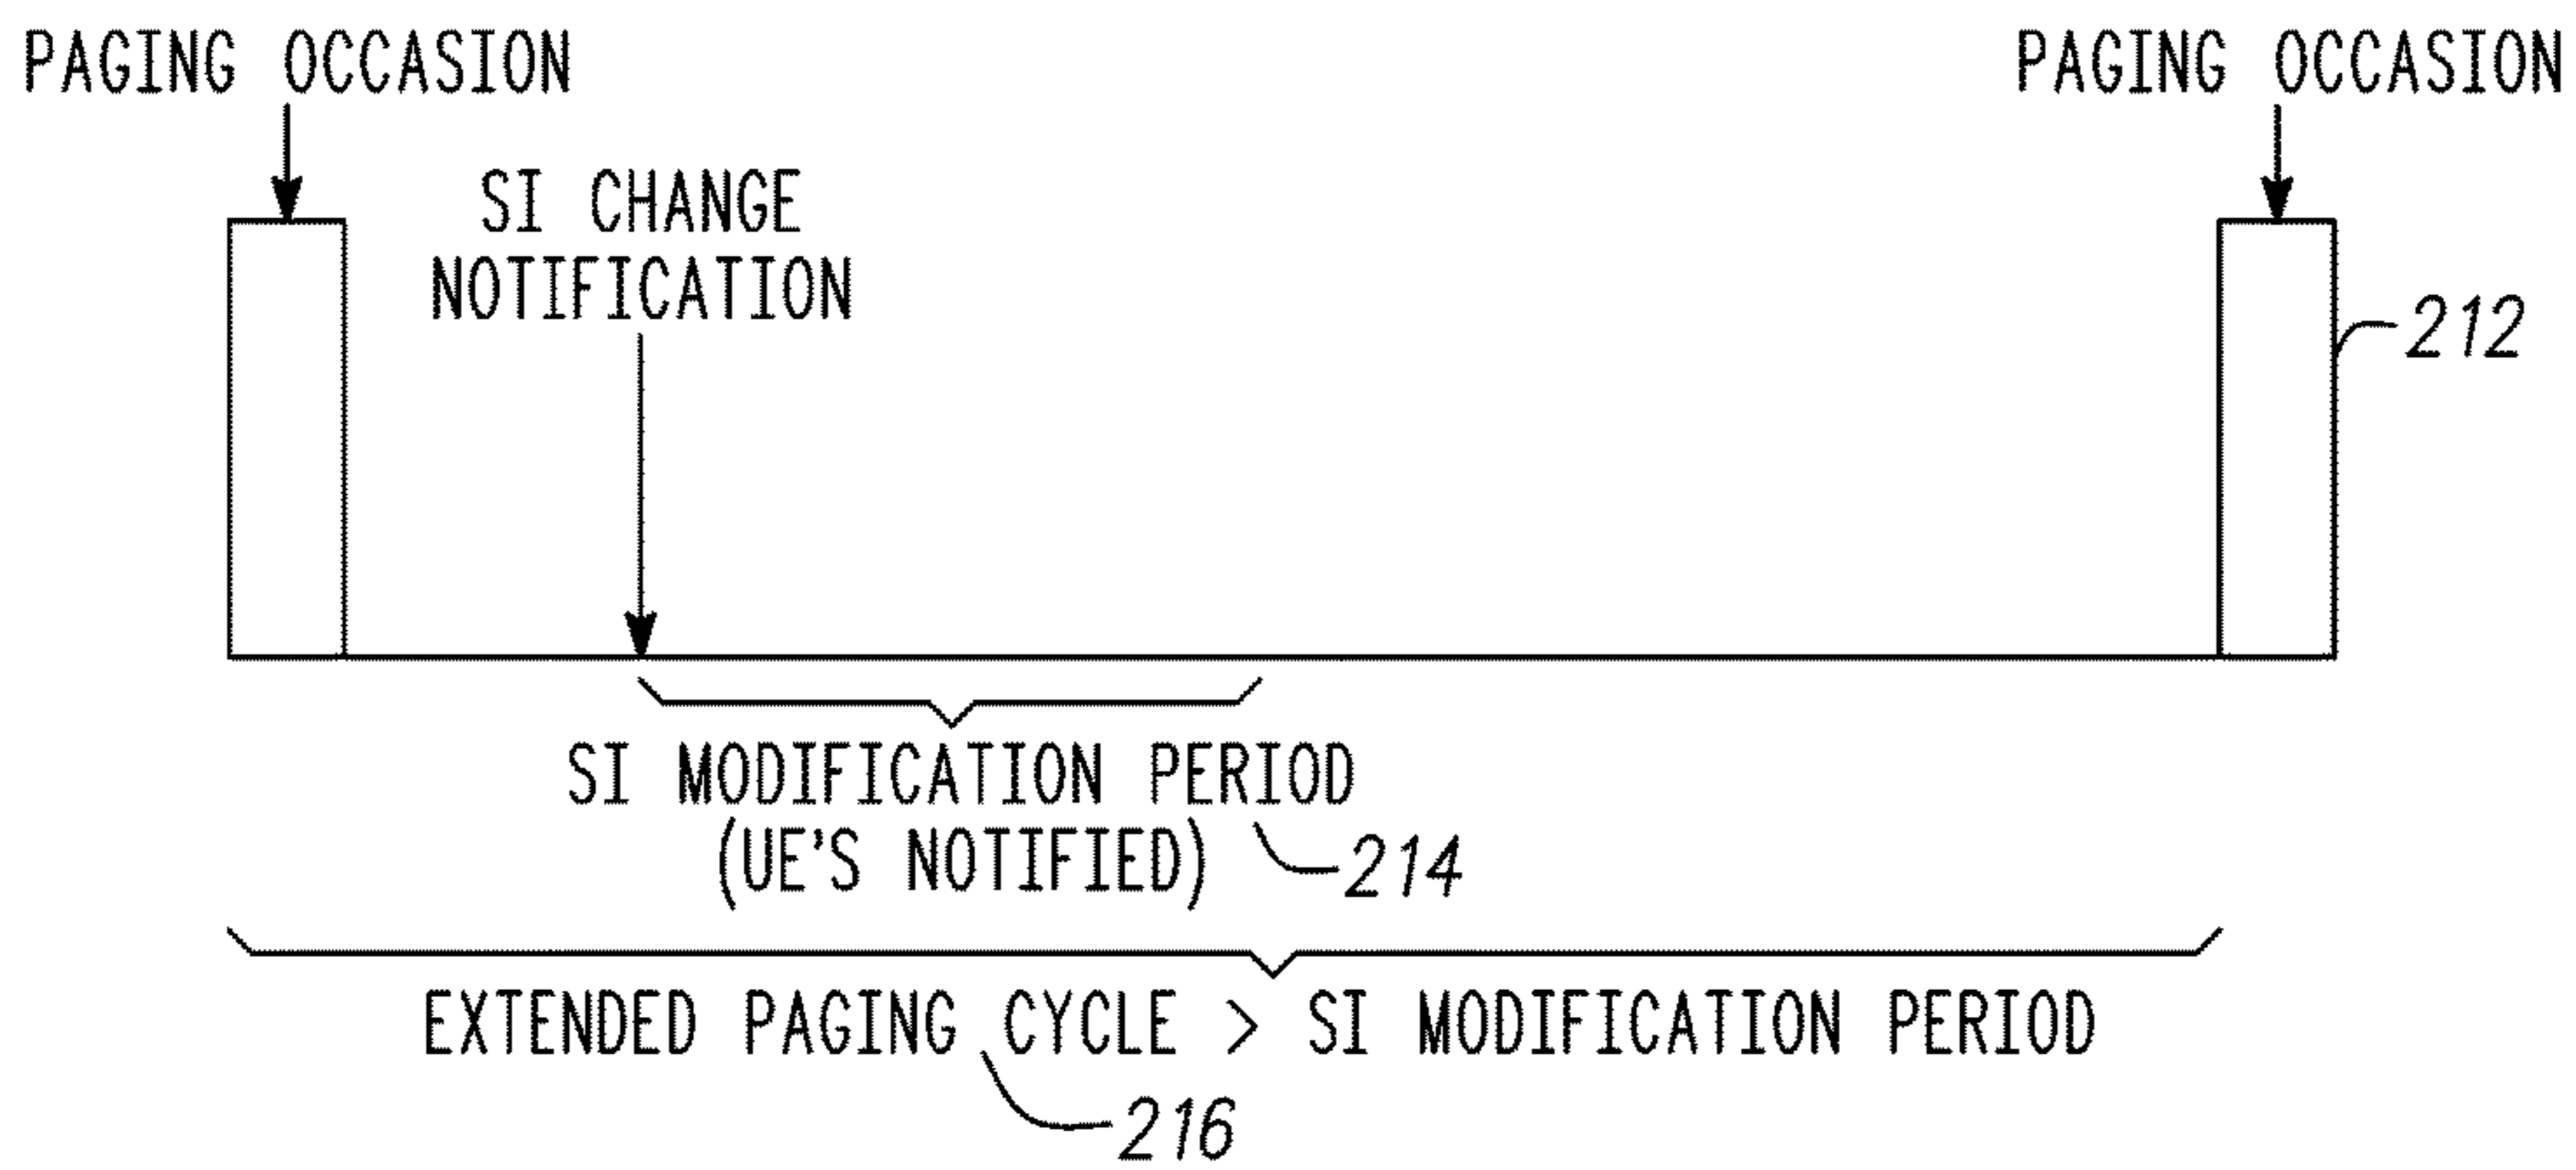 PAGING OCCASION
PAGING OCCASION
SI CHANGE
NOTIFICATION
212
SI MODIFICATION PERIOD
(UE'S NOTIFIED)
214
EXTENDED PAGING CYCLE > SI MODIFICATION PERIOD
216